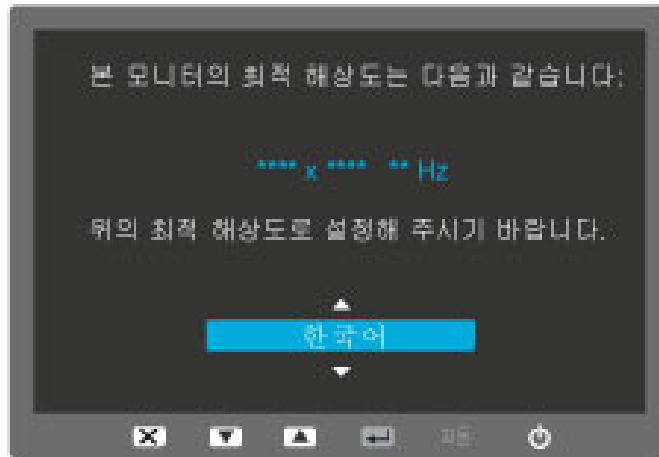 본 모니터의 최적 해상도는 다음과 같습니다:
**** x **** ** Hz
위의 최적 해상도로 설정해 주시기 바랍니다.
한국어